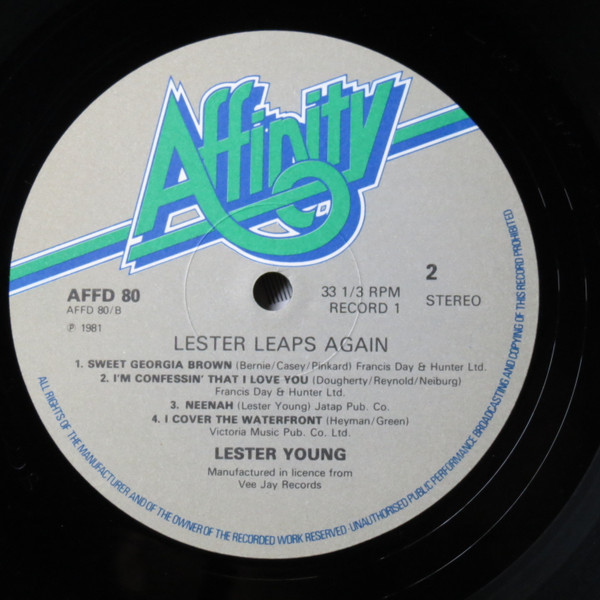 Affinity
AFFD 80
AFFD 80/B
℗ 1981
33 1/3 RPM
RECORD 1
2
STEREO
LESTER LEAPS AGAIN
1. SWEET GEORGIA BROWN (Bernie/Casey/Pinkard) Francis Day & Hunter Ltd.
2. I'M CONFESSIN' THAT I LOVE YOU (Dougherty/Reynold/Neiburg)
Francis Day & Hunter Ltd.
3. NEENAH (Lester Young) Jatap Pub. Co.
4. I COVER THE WATERFRONT (Heyman/Green)
Victoria Music Pub. Co. Ltd.
LESTER YOUNG
Manufactured in licence from
Vee Jay Records
ALL RIGHTS OF THE MANUFACTURER AND OF THE OWNER OF THE RECORDED WORK RESERVED · UNAUTHORISED PUBLIC PERFORMANCE BROADCASTING AND COPYING OF THIS RECORD PROHIBITED